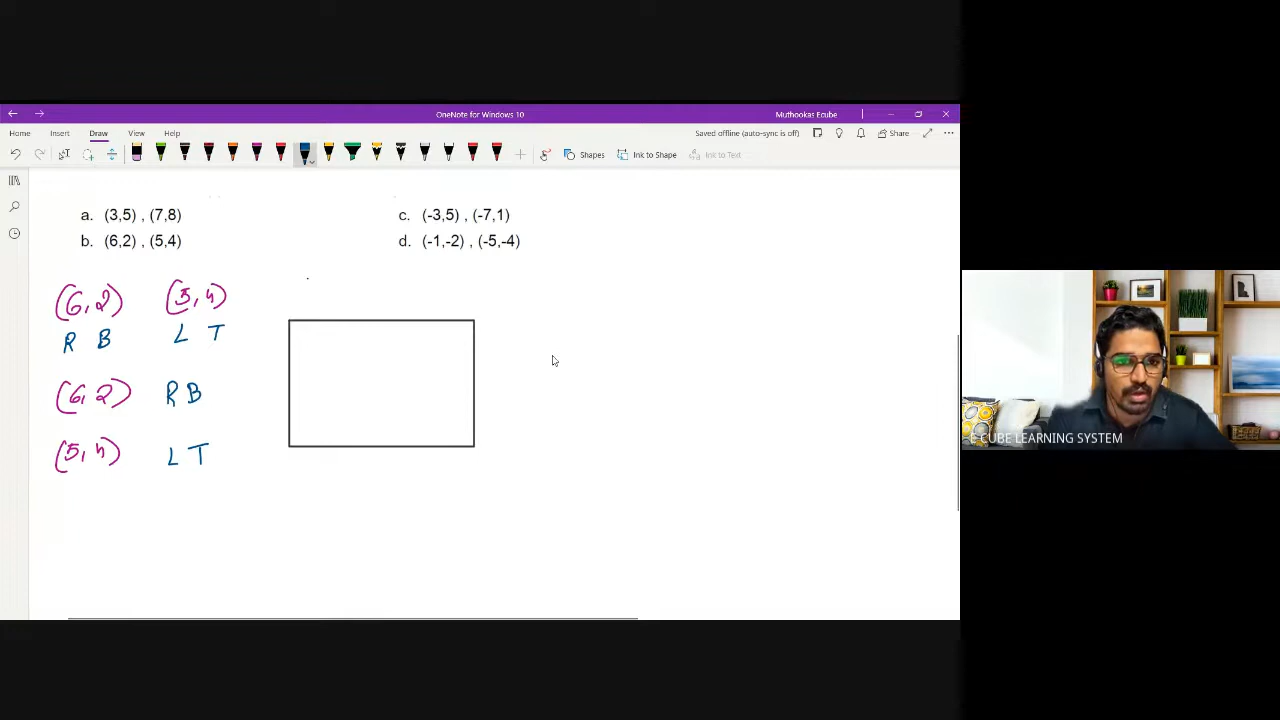 OneNote for Windows 10
Muthookas Ecube
Home Insert Draw View Help
Saved offline (auto-sync is off)
Share
Shapes
Ink to Shape
Ink to Text
a. (3,5) , (7,8)
c. (-3,5) , (-7,1)
b. (6,2) , (5,4)
d. (-1,-2) , (-5,-4)
(6,2) (5,4)
R B L T
(6,2) R B
(5,4) L T
E CUBE LEARNING SYSTEM